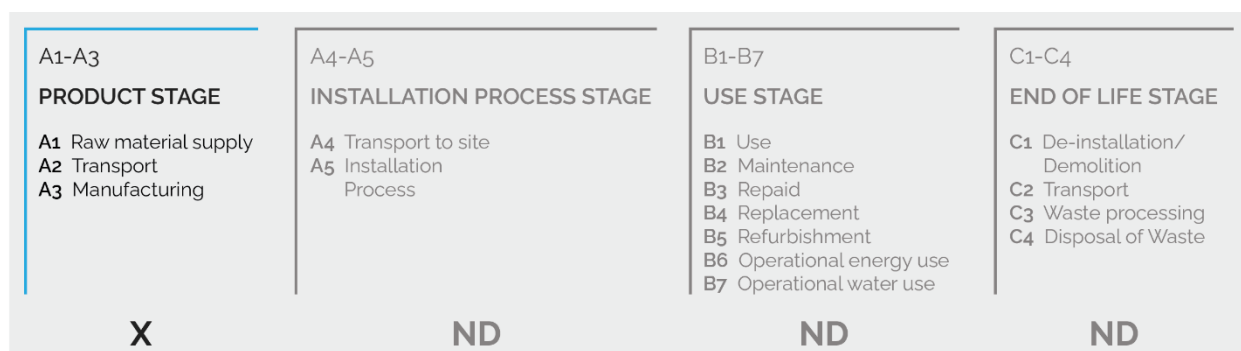 A1-A3
PRODUCT STAGE
A1 Raw material supply
A2 Transport
A3 Manufacturing
X
A4-A5
INSTALLATION PROCESS STAGE
A4 Transport to site
A5 Installation
Process
ND
B1-B7
USE STAGE
B1 Use
B2 Maintenance
B3 Repaid
B4 Replacement
B5 Refurbishment
B6 Operational energy use
B7 Operational water use
ND
C1-C4
END OF LIFE STAGE
C1 De-installation/
Demolition
C2 Transport
C3 Waste processing
C4 Disposal of Waste
ND